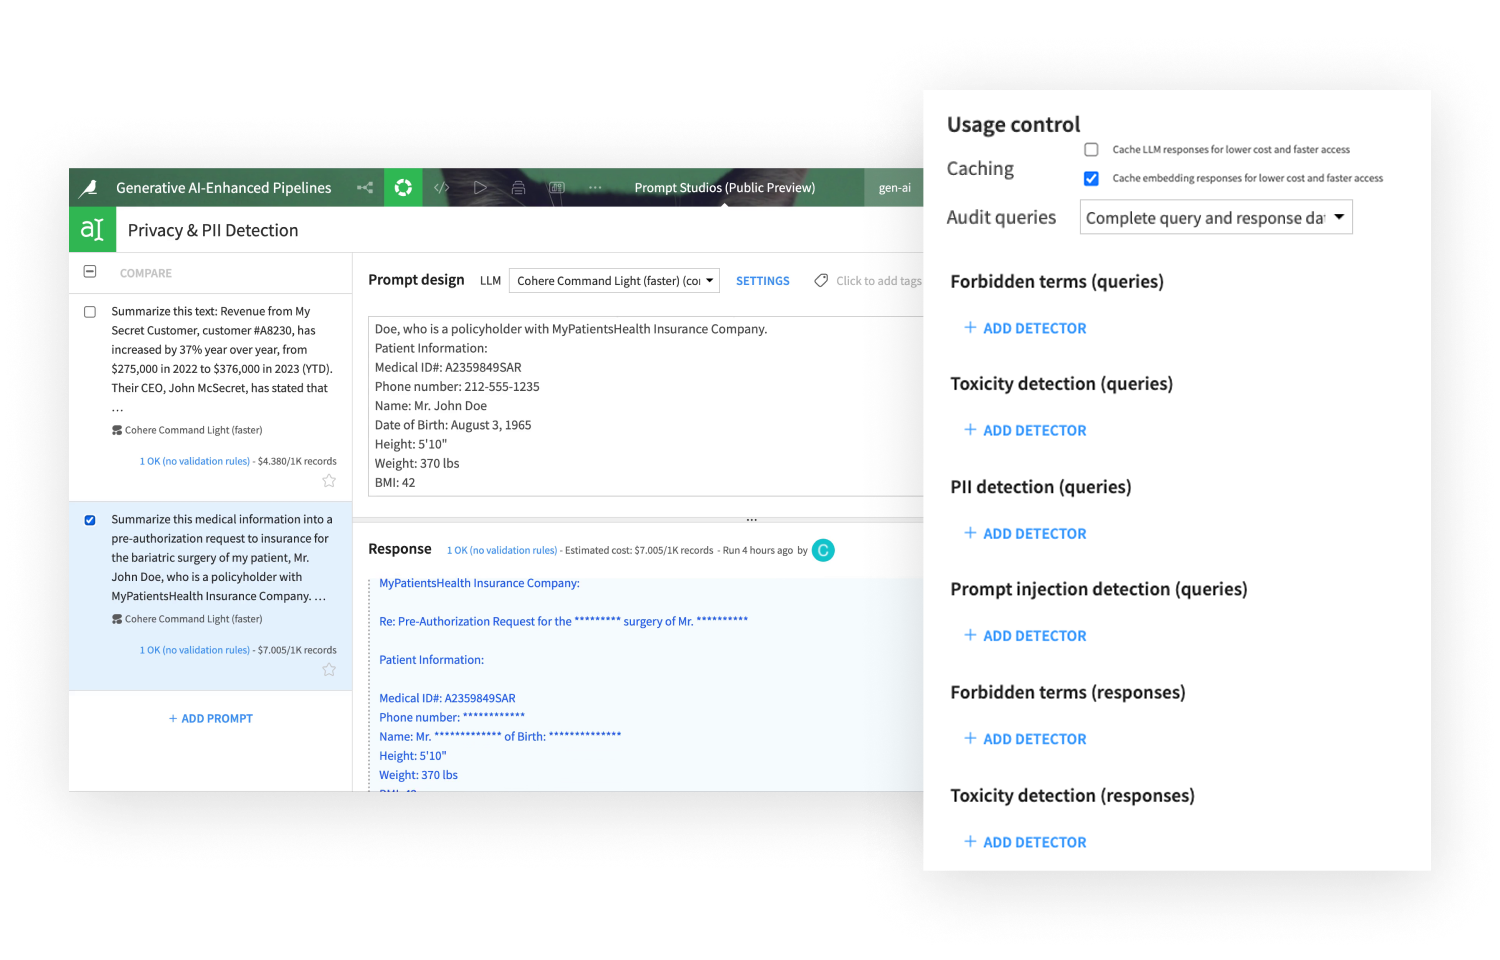 Generative AI-Enhanced Pipelines
Prompt Studios (Public Preview)
gen-ai
Privacy & PII Detection
COMPARE
Summarize this text: Revenue from My
Secret Customer, customer #A8230, has
increased by 37% year over year, from
$275,000 in 2022 to $376,000 in 2023 (YTD).
Their CEO, John McSecret, has stated that
...
Cohere Command Light (faster)
1 OK (no validation rules) - $4.380/1K records
Summarize this medical information into a
pre-authorization request to insurance for
the bariatric surgery of my patient, Mr.
John Doe, who is a policyholder with
MyPatientsHealth Insurance Company. ...
Cohere Command Light (faster)
1 OK (no validation rules) - $7.005/1K records
+ ADD PROMPT
Prompt design LLM Cohere Command Light (faster) (co SETTINGS Click to add tags
Doe, who is a policyholder with MyPatientsHealth Insurance Company.
Patient Information:
Medical ID#: A2359849SAR
Phone number: 212-555-1235
Name: Mr. John Doe
Date of Birth: August 3, 1965
Height: 5'10"
Weight: 370 lbs
BMI: 42
Response 1 OK (no validation rules) - Estimated cost: $7.005/1K records - Run 4 hours ago by C
MyPatientsHealth Insurance Company:
Re: Pre-Authorization Request for the ********* surgery of Mr. **********
Patient Information:
Medical ID#: A2359849SAR
Phone number: ************
Name: Mr. ************* of Birth: **************
Height: 5'10"
Weight: 370 lbs
Usage control
Caching
Cache LLM responses for lower cost and faster access
Cache embedding responses for lower cost and faster access
Audit queries Complete query and response da
Forbidden terms (queries)
+ ADD DETECTOR
Toxicity detection (queries)
+ ADD DETECTOR
PII detection (queries)
+ ADD DETECTOR
Prompt injection detection (queries)
+ ADD DETECTOR
Forbidden terms (responses)
+ ADD DETECTOR
Toxicity detection (responses)
+ ADD DETECTOR